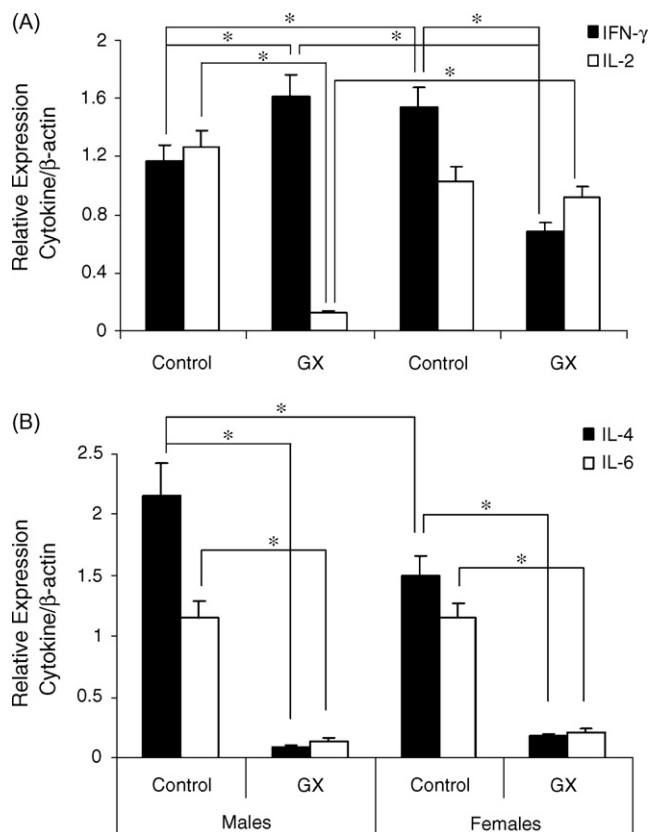 (A)
* * IFN-γ
* * IL-2
* *
2
1.6
1.2
0.8
0.4
0
Relative Expression
Cytokine/β-actin
Control GX Control GX
(B)
* IL-4
* IL-6
* *
* 
2.5
2
1.5
1
0.5
0
Relative Expression
Cytokine/β-actin
Control GX Control GX
Males Females